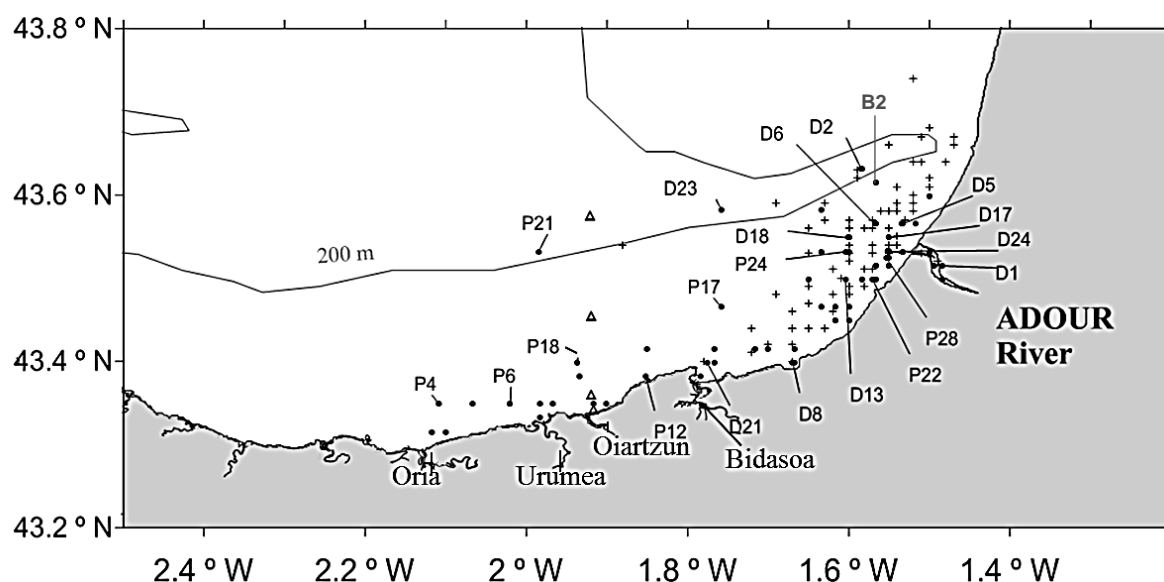 43.8 º N
B2
D2
D6
43.6 º N
D23
D5
P21
D17
D18
D24
200 m
P24
D1
P17
ADOUR
River
P28
P18
43.4 º N
P22
P4
P6
D13
D8
P12
D21
Oiartzun
Bidasoa
Oria
Urumea
43.2 º N
2.4 º W
2.2 º W
2 º W
1.8 º W
1.6 º W
1.4 º W